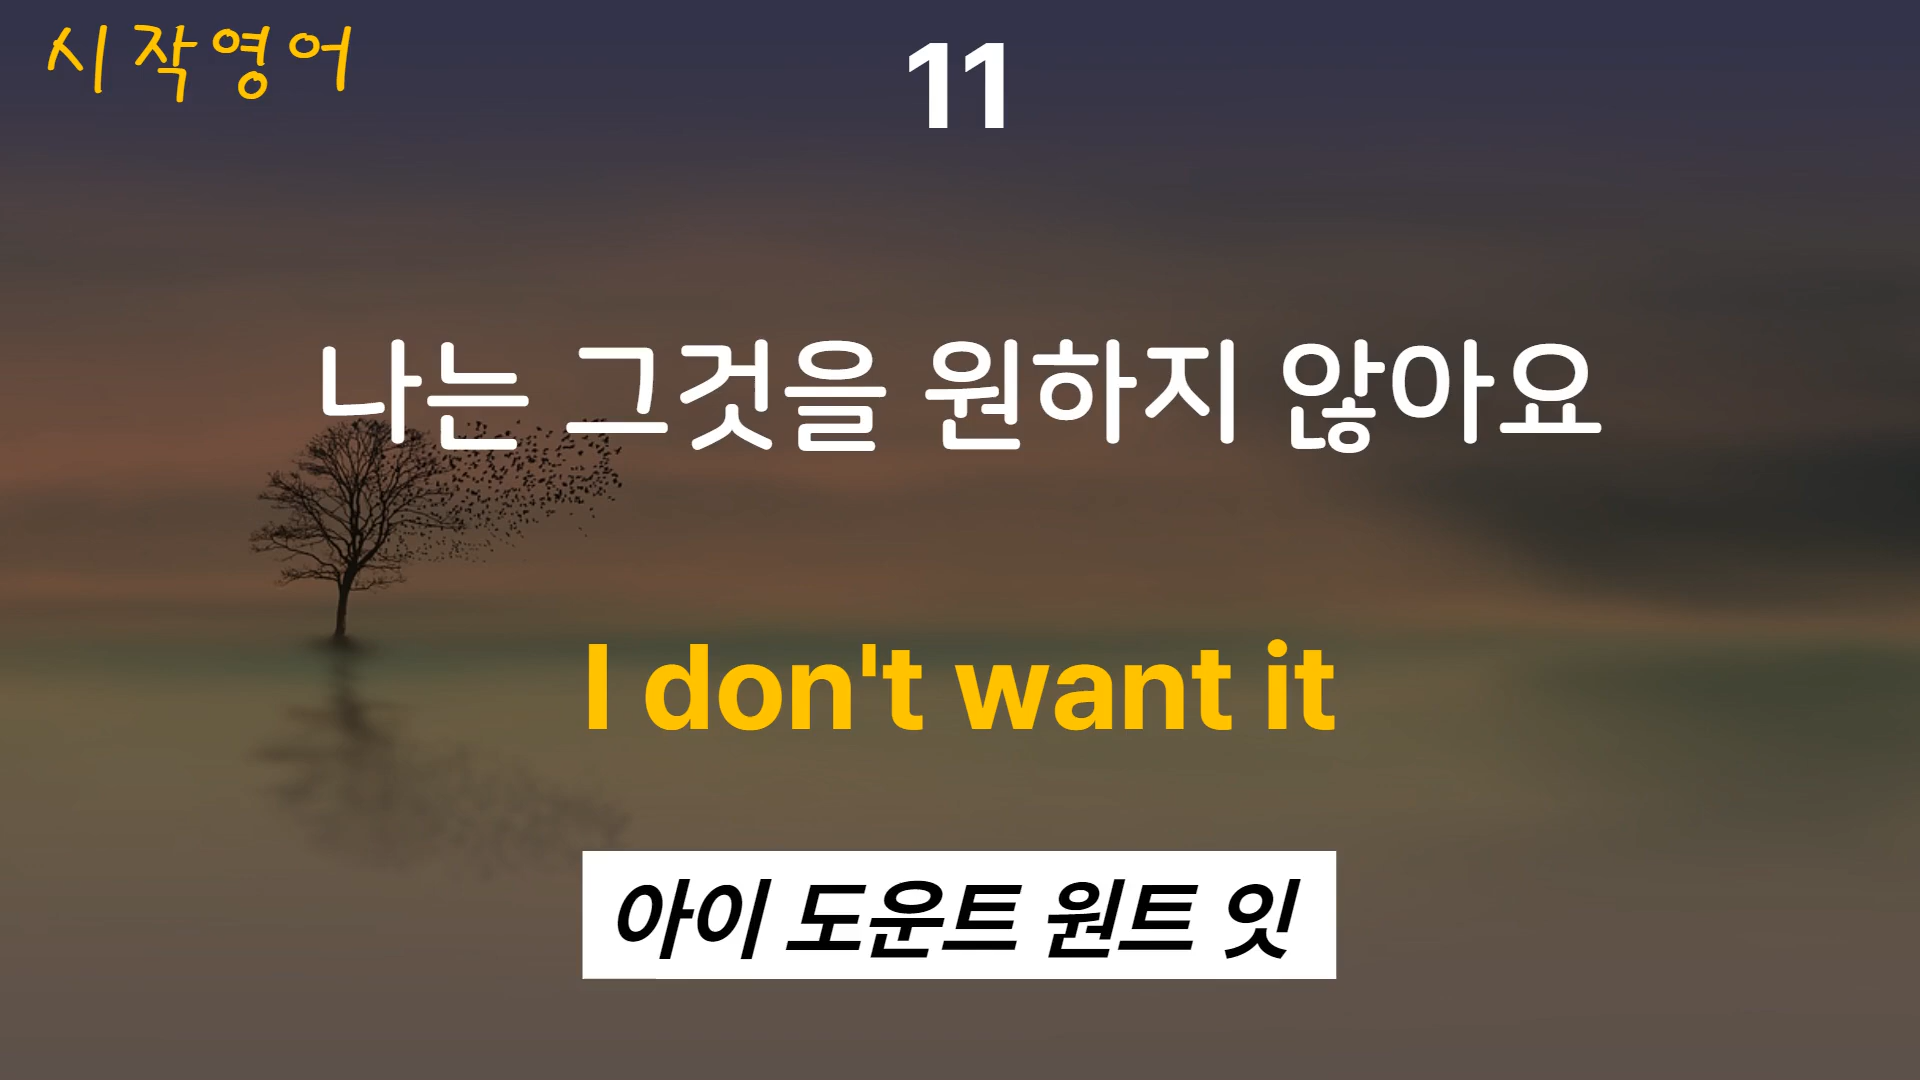 시작영어
11
나는 그것을 원하지 않아요
I don't want it
아이 도운트 원트 잇